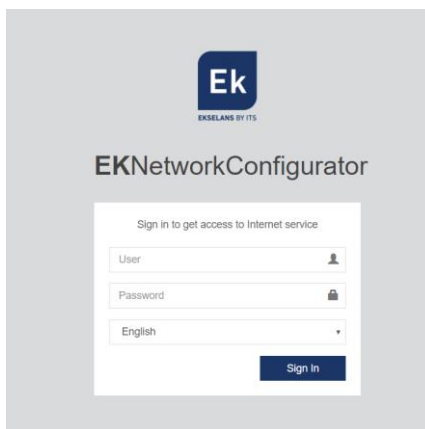 Ek
EKSELANS BY ITS
EKNetworkConfigurator
Sign in to get access to Internet service
User
Password
English
Sign In